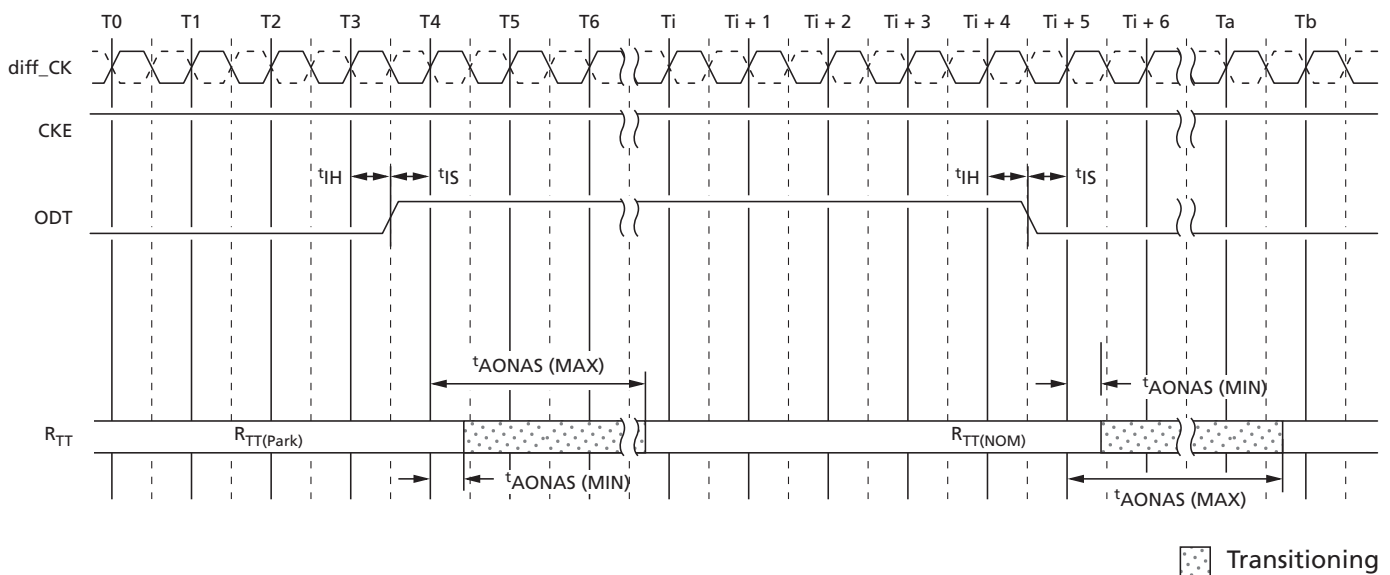 T0 T1 T2 T3 T4 T5 T6 Ti Ti + 1 Ti + 2 Ti + 3 Ti + 4 Ti + 5 Ti + 6 Ta Tb
diff_CK
CKE
tIH tIS tIH tIS
ODT
tAONAS (MAX)
tAONAS (MIN)
RTT RTT(Park) RTT(NOM)
tAONAS (MIN)
tAONAS (MAX)
Transitioning